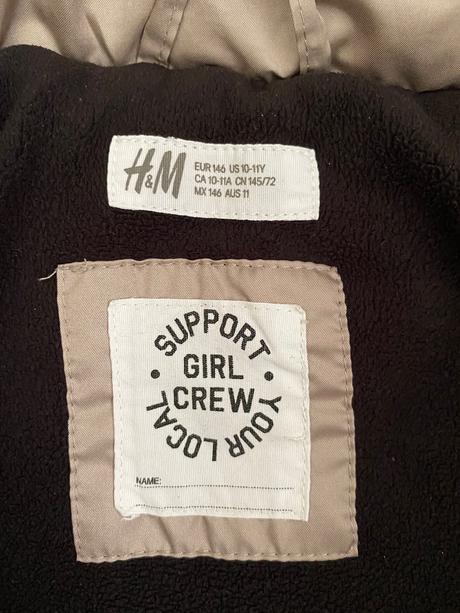 H&M
EUR 146 US 10-11Y
CA 10-11A CN 145/72
MX 146 AUS 11
SUPPORT
GIRL
CREW
YOUR LOCAL
NAME: